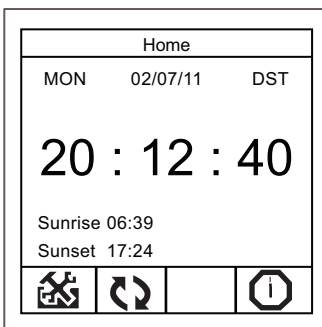 Home
MON 02/07/11 DST
20 : 12 : 40
Sunrise 06:39
Sunset 17:24
i